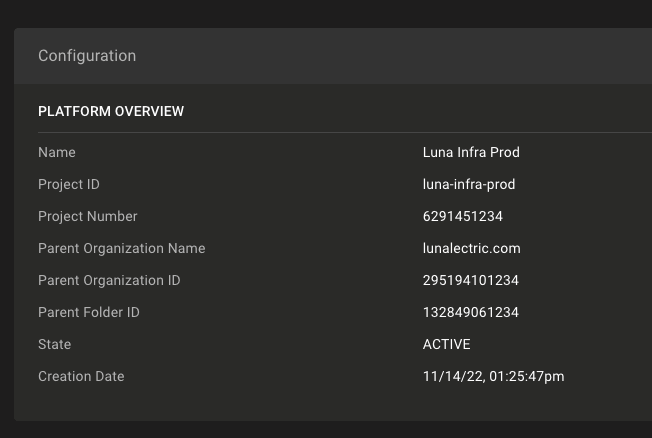 Configuration
PLATFORM OVERVIEW
Name Luna Infra Prod
Project ID luna-infra-prod
Project Number 6291451234
Parent Organization Name lunalectric.com
Parent Organization ID 295194101234
Parent Folder ID 132849061234
State ACTIVE
Creation Date 11/14/22, 01:25:47pm